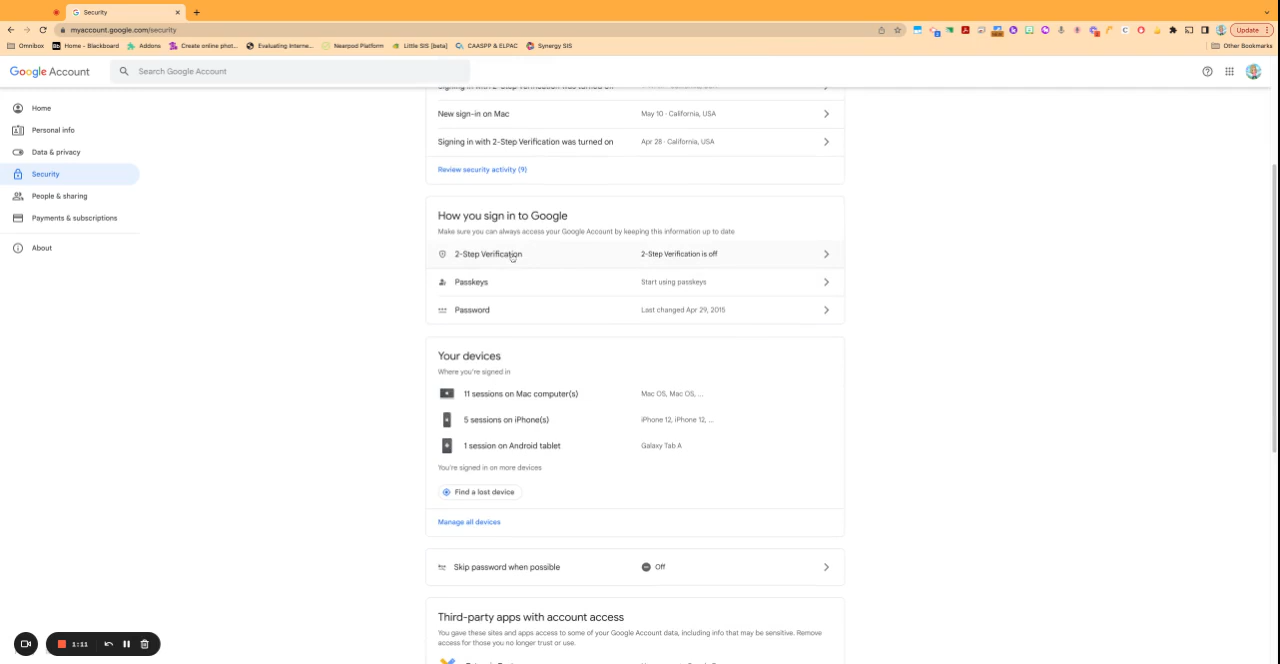 Security
myaccount.google.com/security
Update
Omnibox Home - Blackboard Addons Create online phot... Evaluating Interne... Nearpod Platform Little SIS [beta] CAASPP & ELPAC Synergy SIS Other Bookmarks
Google Account Search Google Account
Home
Personal info
Data & privacy
Security
People & sharing
Payments & subscriptions
About
Signing in with 2-Step Verification was turned off
New sign-in on Mac May 10 · California, USA
Signing in with 2-Step Verification was turned on Apr 28 · California, USA
Review security activity (9)
How you sign in to Google
Make sure you can always access your Google Account by keeping this information up to date
2-Step Verification 2-Step Verification is off
Passkeys Start using passkeys
Password Last changed Apr 29, 2015
Your devices
Where you're signed in
11 sessions on Mac computer(s) Mac OS, Mac OS, ...
5 sessions on iPhone(s) iPhone 12, iPhone 12, ...
1 session on Android tablet Galaxy Tab A
You're signed in on more devices
Find a lost device
Manage all devices
Skip password when possible Off
Third-party apps with account access
You gave these sites and apps access to some of your Google Account data, including info that may be sensitive. Remove
access for those you no longer trust or use.
1:11